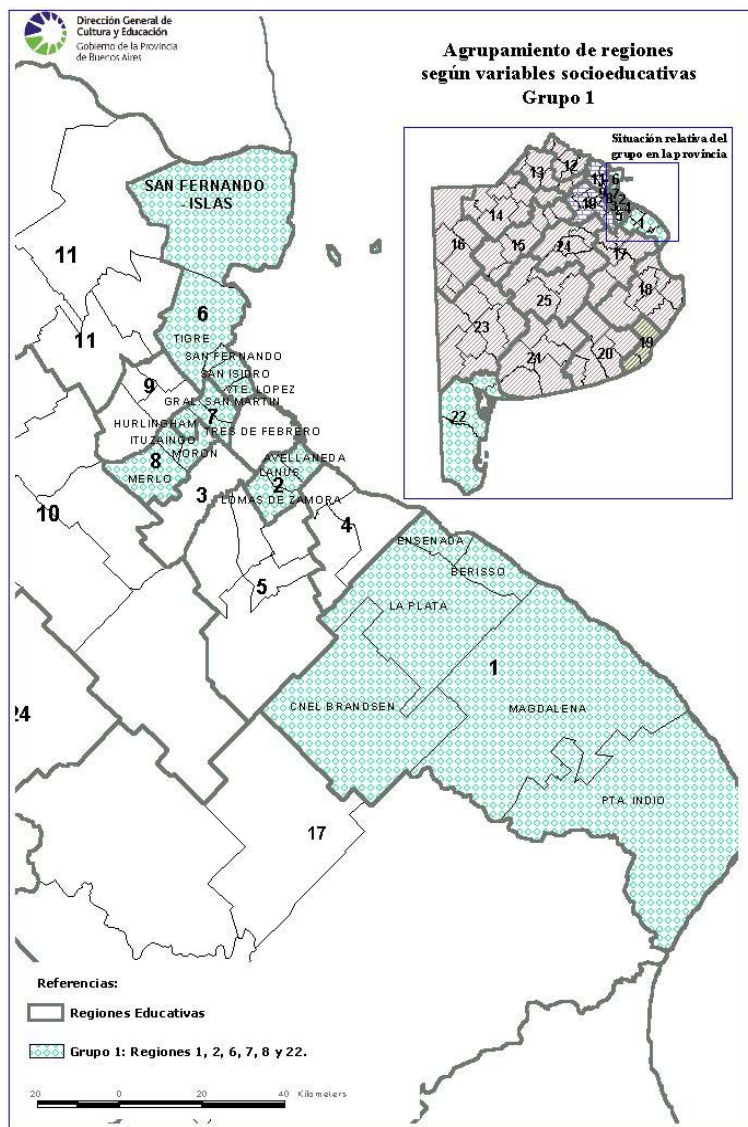 Dirección General de
Cultura y Educación
Gobierno de la Provincia
de Buenos Aires
Agrupamiento de regiones
según variables socioeducativas
Grupo 1
Situación relativa del
grupo en la provincia
13
12
11
6
14
16
15
24
17
18
25
23
21
20
19
22
1
SAN FERNANDO
- ISLAS
11
6
TIGRE
11
SAN FERNANDO
SAN ISIDRO
9
VTE. LOPEZ
GRAL. SAN MARTIN
7
HURLINGHAM
TRES DE FEBRERO
ITUZAINGO
MORON
8
AVELLANEDA
LANUS
MERLO
3
2
LOMAS DE ZAMORA
10
4
ENSENADA
BERISSO
5
LA PLATA
1
CNEL BRANDSEN
MAGDALENA
24
PTA. INDIO
17
Referencias:
Regiones Educativas
Grupo 1: Regiones 1, 2, 6, 7, 8 y 22.
20 0 20 40 Kilometers